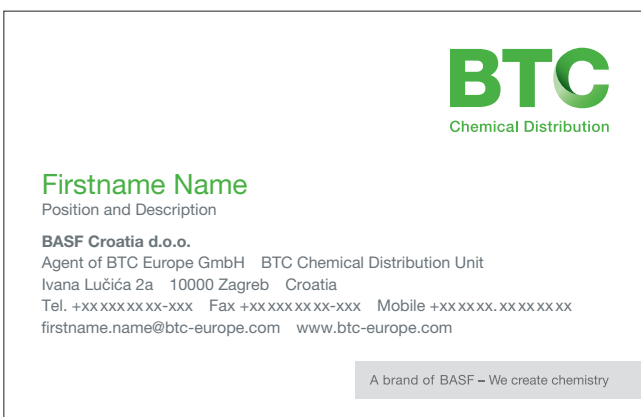 BTC
Chemical Distribution
Firstname Name
Position and Description
BASF Croatia d.o.o.
Agent of BTC Europe GmbH BTC Chemical Distribution Unit
Ivana Lučića 2a 10000 Zagreb Croatia
Tel. +xx xx xx xx-xxx Fax +xx xx xx xx-xxx Mobile +xx xx xx. xx xx xx xx
firstname.name@btc-europe.com www.btc-europe.com
A brand of BASF – We create chemistry